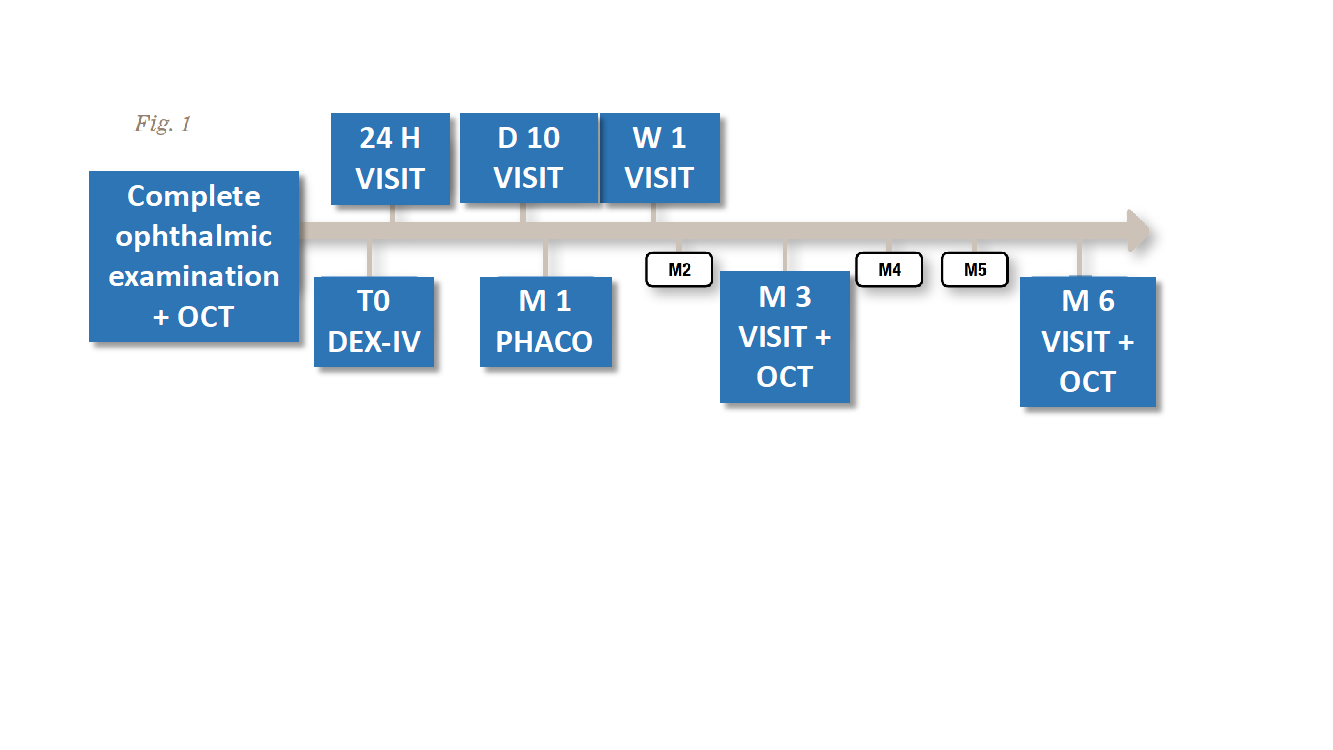 Fig. 1
24 H
VISIT
D 10
VISIT
W 1
VISIT
Complete
ophthalmic
examination
+ OCT
T0
DEX-IV
M 1
PHACO
M2
M 3
VISIT +
OCT
M4
M5
M 6
VISIT +
OCT